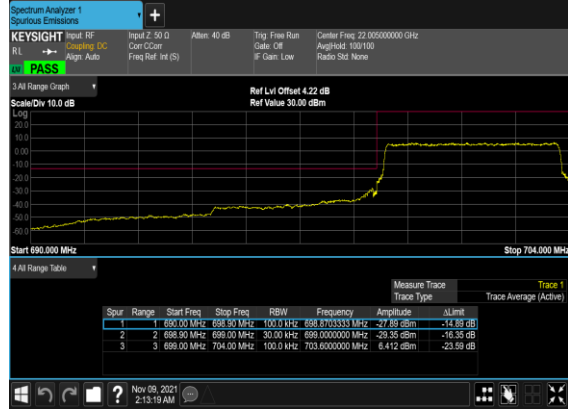 Spectrum Analyzer 1
Spurious Emissions
KEYSIGHT Input: RF Input Z: 50 Ω Atten: 40 dB Trig: Free Run Center Freq: 22.005000000 GHz
RL Coupling: DC Corr CCorr Gate: Off Avg|Hold: 100/100
Align: Auto Freq Ref: Int (S) IF Gain: Low Radio Std: None
LV PASS
3 All Range Graph
Ref Lvl Offset 4.22 dB
Scale/Div 10.0 dB Ref Value 30.00 dBm
Log
20.0
10.0
0.00
-10.0
-20.0
-30.0
-40.0
-50.0
-60.0
Start 690.000 MHz Stop 704.000 MHz
4 All Range Table
Measure Trace Trace 1
Trace Type Trace Average (Active)
Spur Range Start Freq Stop Freq RBW Frequency Amplitude ΔLimit
1 1 690.00 MHz 698.90 MHz 100.0 kHz 698.8703333 MHz -27.89 dBm -14.89 dB
2 2 698.90 MHz 699.00 MHz 30.00 kHz 699.0000000 MHz -29.35 dBm -16.35 dB
3 3 699.00 MHz 704.00 MHz 100.0 kHz 703.6000000 MHz 6.412 dBm -23.59 dB
Nov 09, 2021
2:13:19 AM